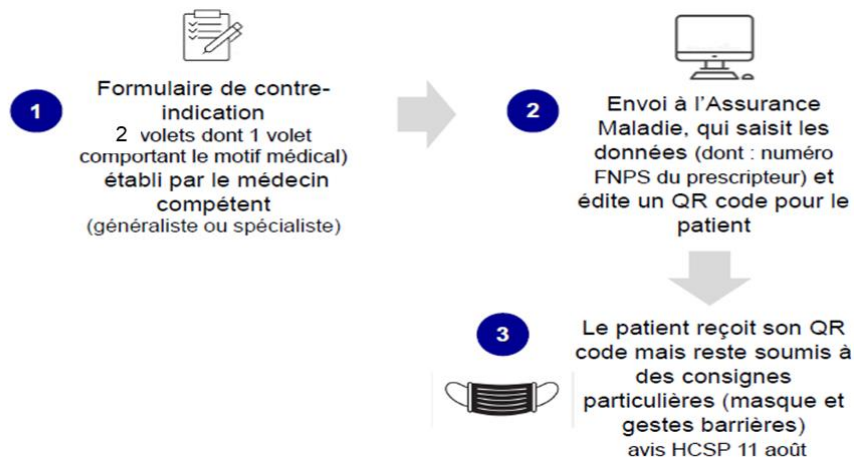 1
Formulaire de contre-
indication
2 volets dont 1 volet
comportant le motif médical)
établi par le médecin
compétent
(généraliste ou spécialiste)
2
Envoi à l'Assurance
Maladie, qui saisit les
données (dont : numéro
FNPS du prescripteur) et
édite un QR code pour le
patient
3
Le patient reçoit son QR
code mais reste soumis à
des consignes
particulières (masque et
gestes barrières)
avis HCSP 11 août